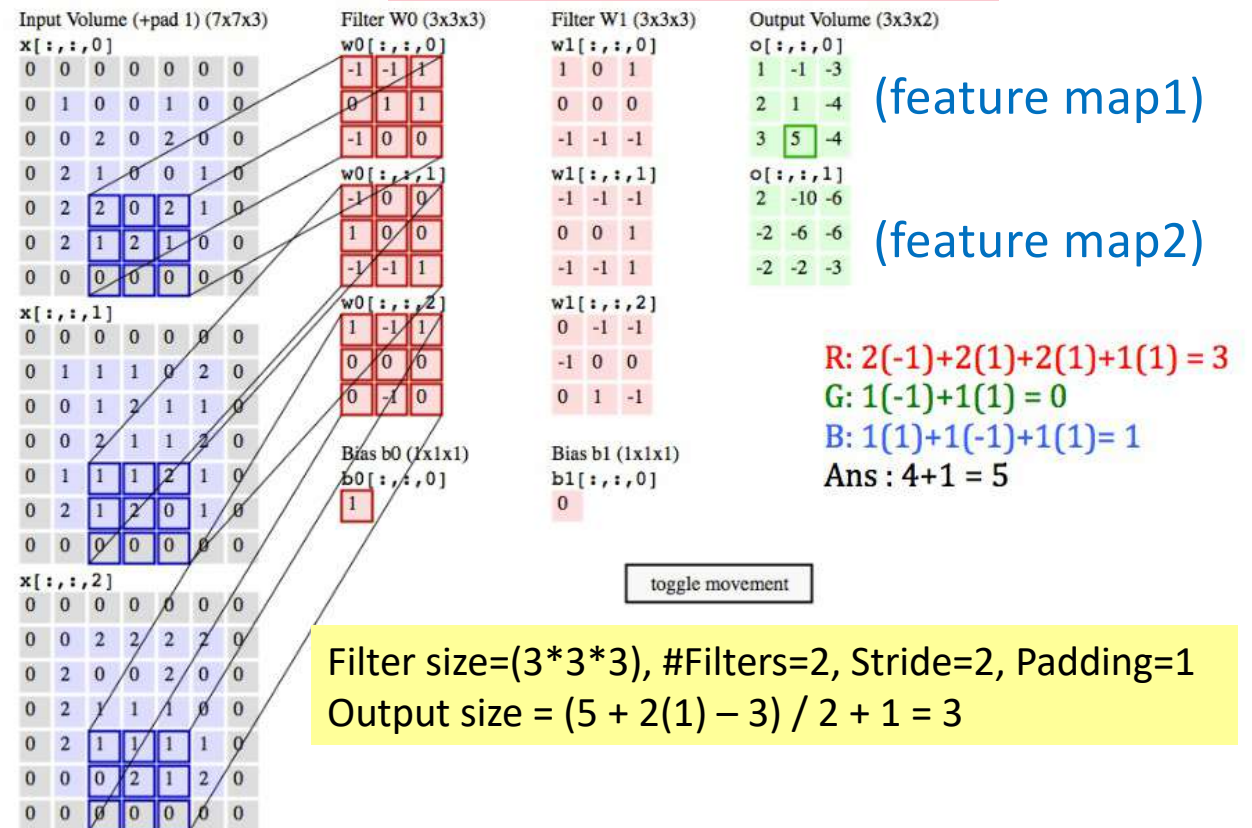 Input Volume (+pad 1) (7x7x3)
x[:,:,0]
0 0 0 0 0 0 0
0 1 0 0 1 0 0
0 0 2 0 2 0 0
0 2 1 0 0 1 0
0 2 2 0 2 1 0
0 2 1 2 1 0 0
0 0 0 0 0 0 0
x[:,:,1]
0 0 0 0 0 0 0
0 1 1 1 0 2 0
0 0 1 2 1 1 0
0 0 2 1 1 2 0
0 1 1 1 2 1 0
0 2 1 2 0 1 0
0 0 0 0 0 0 0
x[:,:,2]
0 0 0 0 0 0 0
0 0 2 2 2 2 0
0 2 0 0 2 0 0
0 2 1 1 1 0 0
0 2 1 1 1 1 0
0 0 0 2 1 2 0
0 0 0 0 0 0 0
Filter W0 (3x3x3)
w0[:,:,0]
-1 -1 1
0 1 1
-1 0 0
w0[:,:,1]
-1 0 0
1 0 0
-1 -1 1
w0[:,:,2]
1 -1 1
0 0 0
0 -1 0
Bias b0 (1x1x1)
b0[:,:,0]
1
Filter W1 (3x3x3)
w1[:,:,0]
1 0 1
0 0 0
-1 -1 -1
w1[:,:,1]
-1 -1 -1
0 0 1
-1 -1 1
w1[:,:,2]
0 -1 -1
-1 0 0
0 1 -1
Bias b1 (1x1x1)
b1[:,:,0]
0
Output Volume (3x3x2)
o[:,:,0]
1 -1 -3
2 1 -4
3 5 -4
(feature map1)
o[:,:,1]
2 -10 -6
-2 -6 -6
-2 -2 -3
(feature map2)
R: 2(-1)+2(1)+2(1)+1(1) = 3
G: 1(-1)+1(1) = 0
B: 1(1)+1(-1)+1(1)= 1
Ans : 4+1 = 5
toggle movement
Filter size=(3*3*3), #Filters=2, Stride=2, Padding=1
Output size = (5 + 2(1) – 3) / 2 + 1 = 3